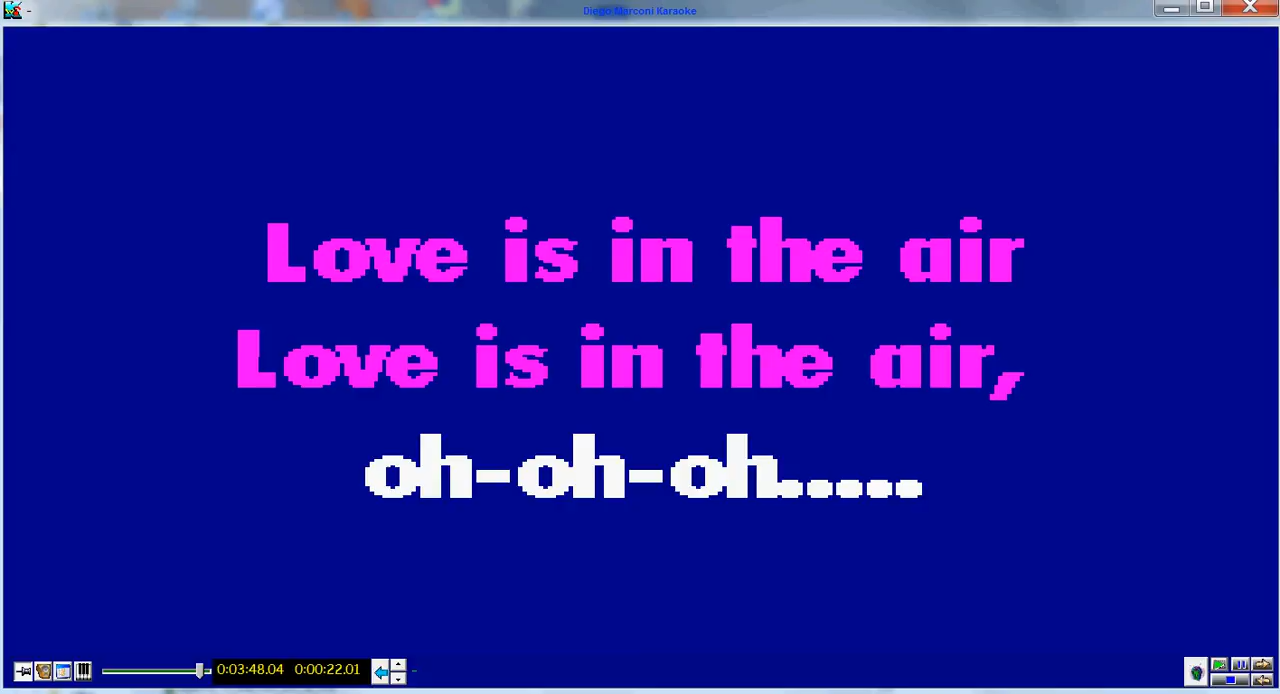 Diego Marconi Karaoke
Love is in the air
Love is in the air,
oh-oh-oh.....
0:03:48.04 0:00:22.01